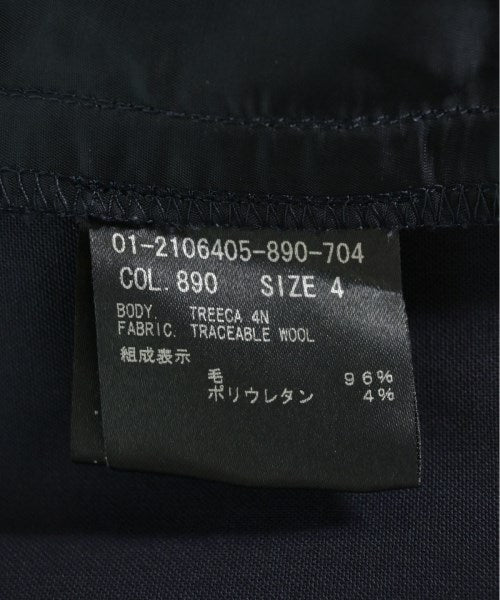 01-2106405-890-704
COL.890 SIZE 4
BODY. TREECA 4N
FABRIC. TRACEABLE WOOL
組成表示
毛 96%
ポリウレタン 4%